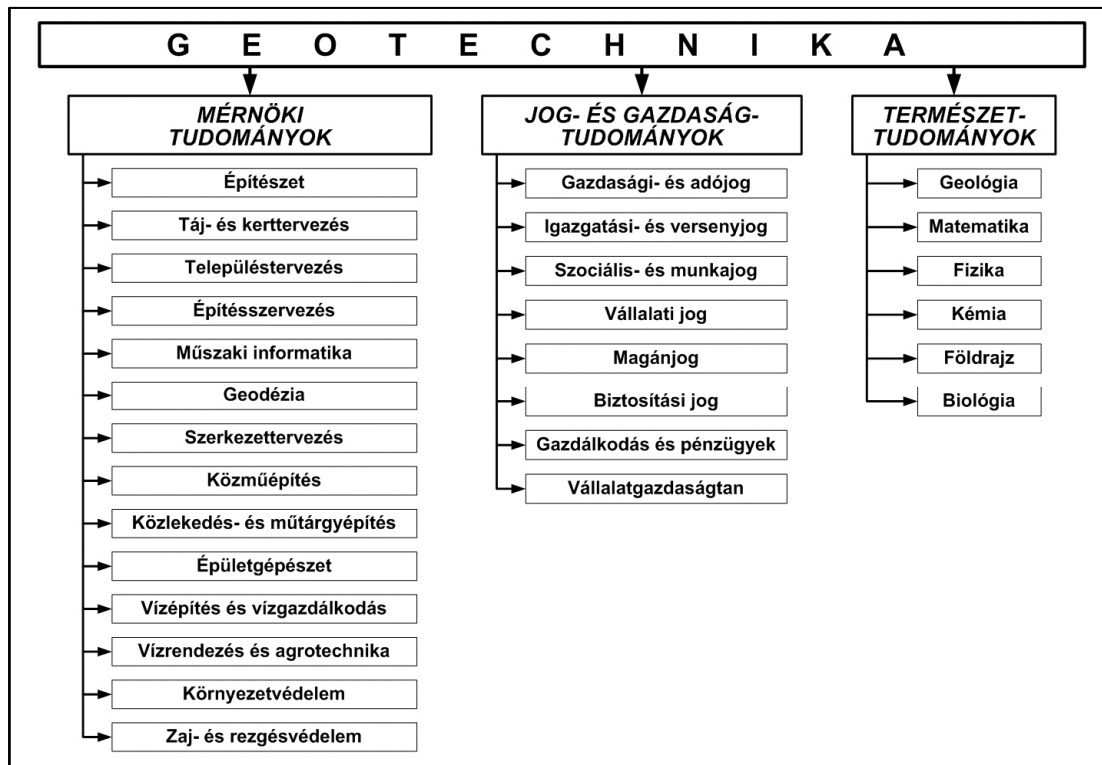 GEOTECHNIKA
MÉRNÖKI
TUDOMÁNYOK
Építészet
Táj- és kerttervezés
Településtervezés
Építésszervezés
Műszaki informatika
Geodézia
Szerkezettervezés
Közműépítés
Közlekedés- és műtárgyépítés
Épületgépészet
Vízépítés és vízgazdálkodás
Vízrendezés és agrotechnika
Környezetvédelem
Zaj- és rezgésvédelem
JOG- ÉS GAZDASÁG-
TUDOMÁNYOK
Gazdasági- és adójog
Igazgatási- és versenyjog
Szociális- és munkajog
Vállalati jog
Magánjog
Biztosítási jog
Gazdálkodás és pénzügyek
Vállalatgazdaságtan
TERMÉSZET-
TUDOMÁNYOK
Geológia
Matematika
Fizika
Kémia
Földrajz
Biológia